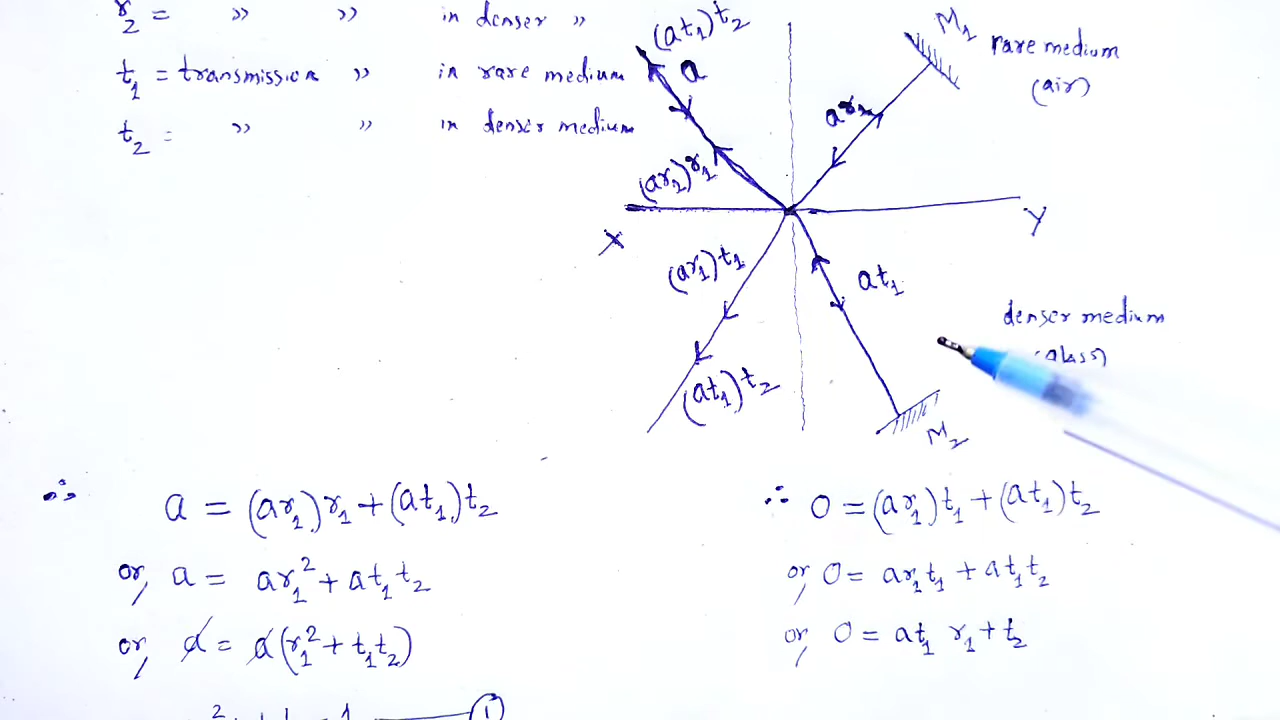 r₂ = ,, ,, in denser ,,
t₁ = transmission ,, in rare medium
t₂ = ,, ,, in denser medium
(at₁)t₂
a
M₁
rare medium
(air)
ar₁
(ar₁)r₁
X
Y
(ar₁)t₁
at₁
denser medium
(glass)
(at₁)t₂
M₂
∴ a = (ar₁)r₁ + (at₁)t₂
or, a = ar₁² + at₁t₂
or, a = a(r₁² + t₁t₂)
∴ 0 = (ar₁)t₁ + (at₁)t₂
or, 0 = ar₁t₁ + at₁t₂
or, 0 = at₁ r₁ + t₂
①